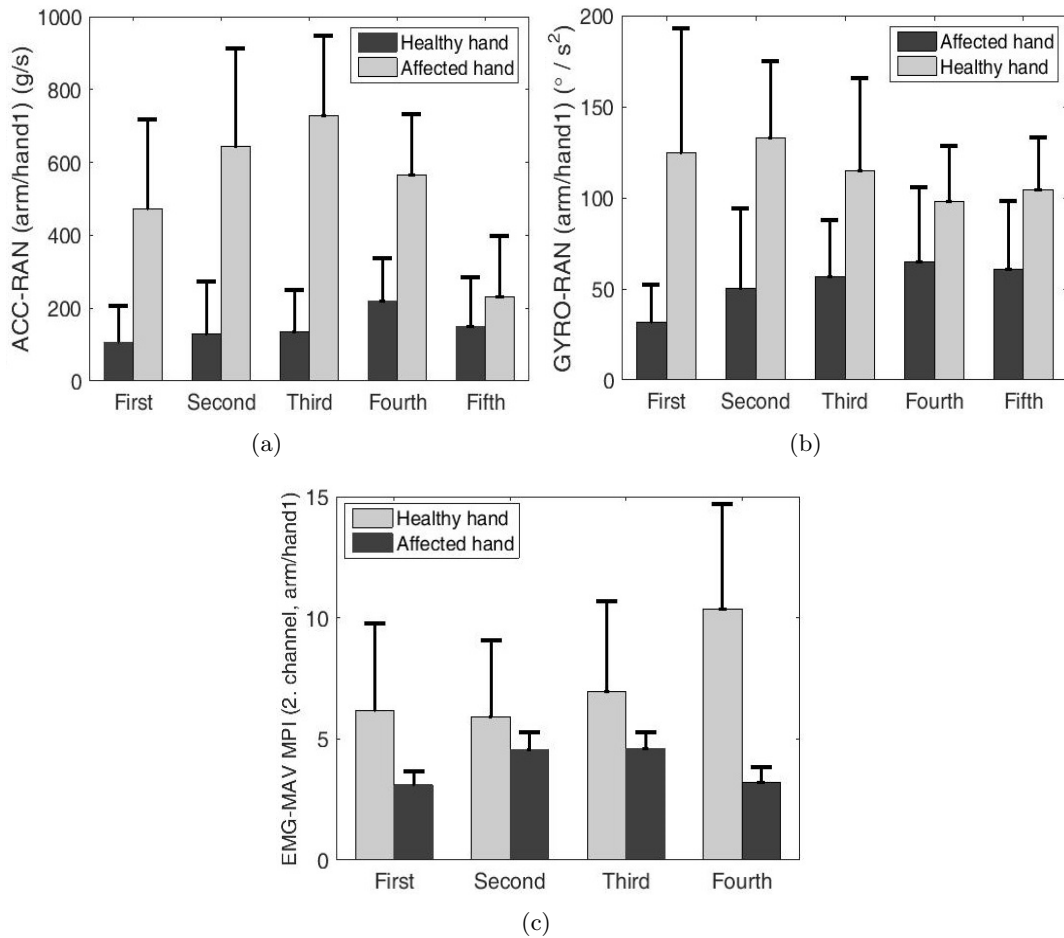 ACC-RAN (arm/hand1) (g/s)
1000
800
600
400
200
0
Healthy hand
Affected hand
First Second Third Fourth Fifth
(a)
GYRO-RAN (arm/hand1) (° / s²)
200
150
100
50
0
Affected hand
Healthy hand
First Second Third Fourth Fifth
(b)
EMG-MAV MPI (2. channel, arm/hand1)
15
10
5
0
Healthy hand
Affected hand
First Second Third Fourth
(c)